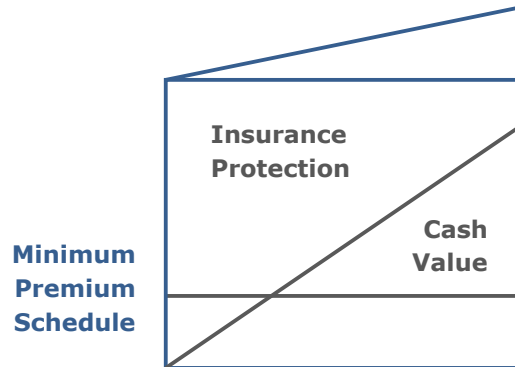 Insurance
Protection
Cash
Value
Minimum
Premium
Schedule